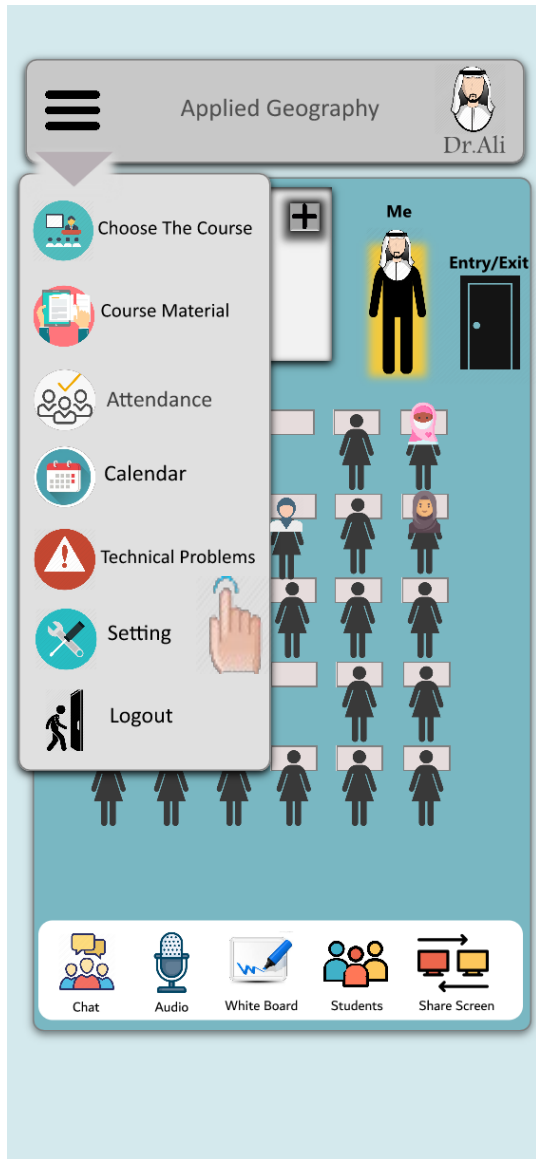 Applied Geography
Dr.Ali
Choose The Course
Me
Entry/Exit
Course Material
Attendance
Calendar
Technical Problems
Setting
Logout
Chat
Audio
White Board
Students
Share Screen